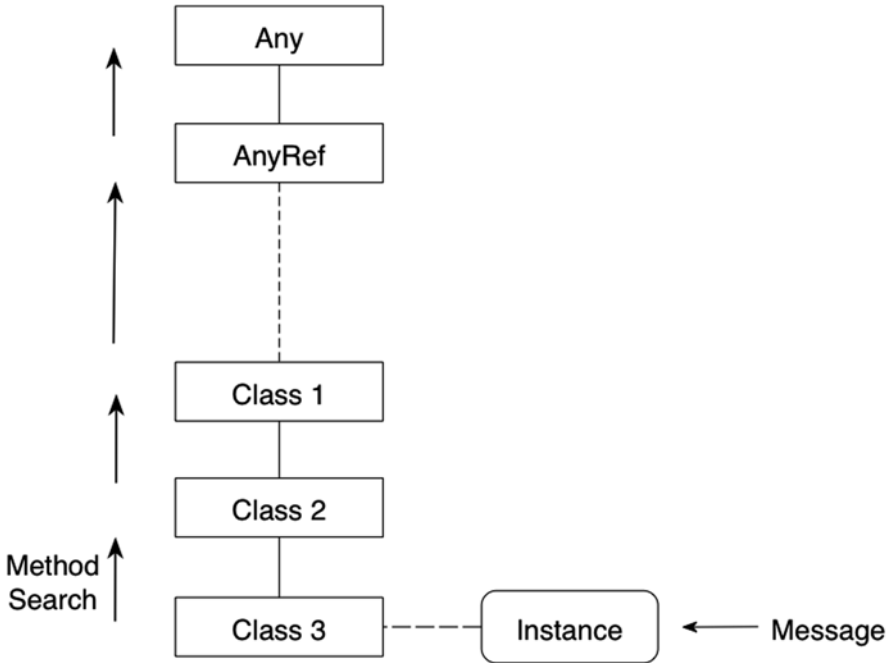 Any
AnyRef
Class 1
Class 2
Method
Search
Class 3
Instance
Message